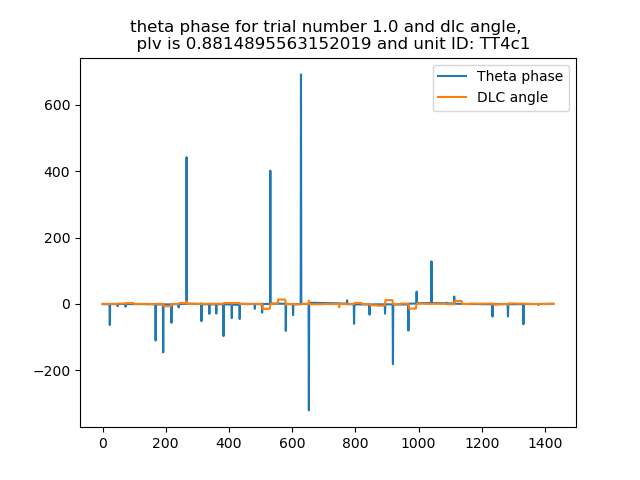 theta phase for trial number 1.0 and dlc angle,
plv is 0.8814895563152019 and unit ID: TT4c1
Theta phase
DLC angle
600
400
200
0
−200
0 200 400 600 800 1000 1200 1400